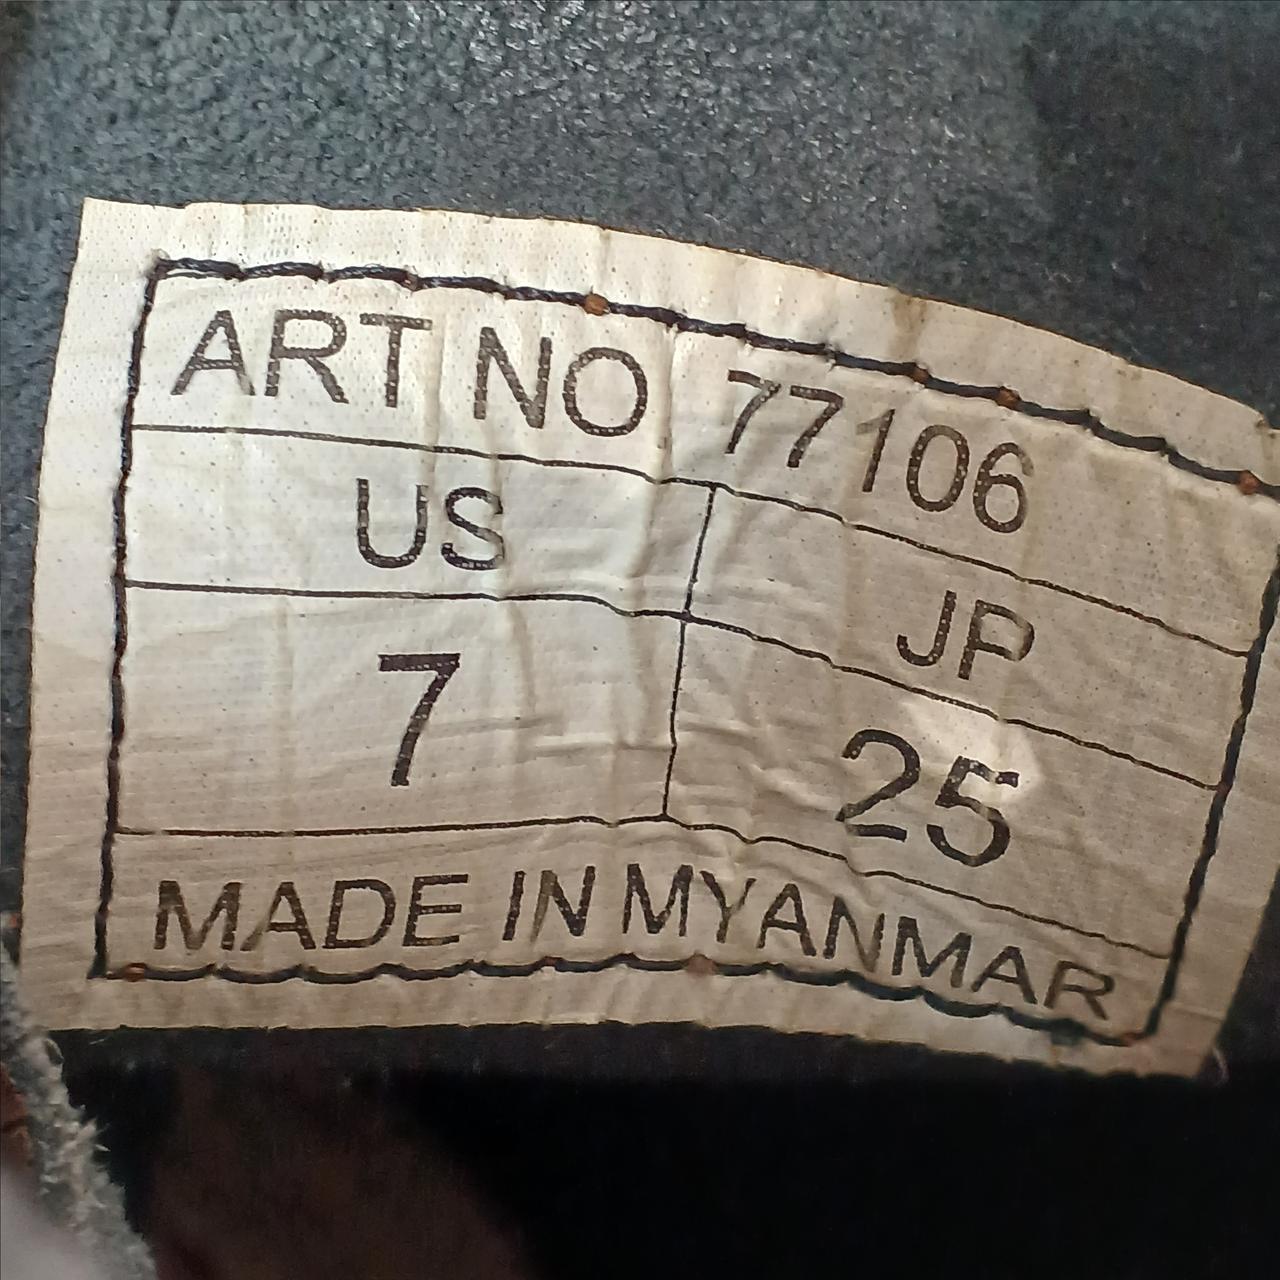 ART NO 77106
US JP
7 25
MADE IN MYANMAR